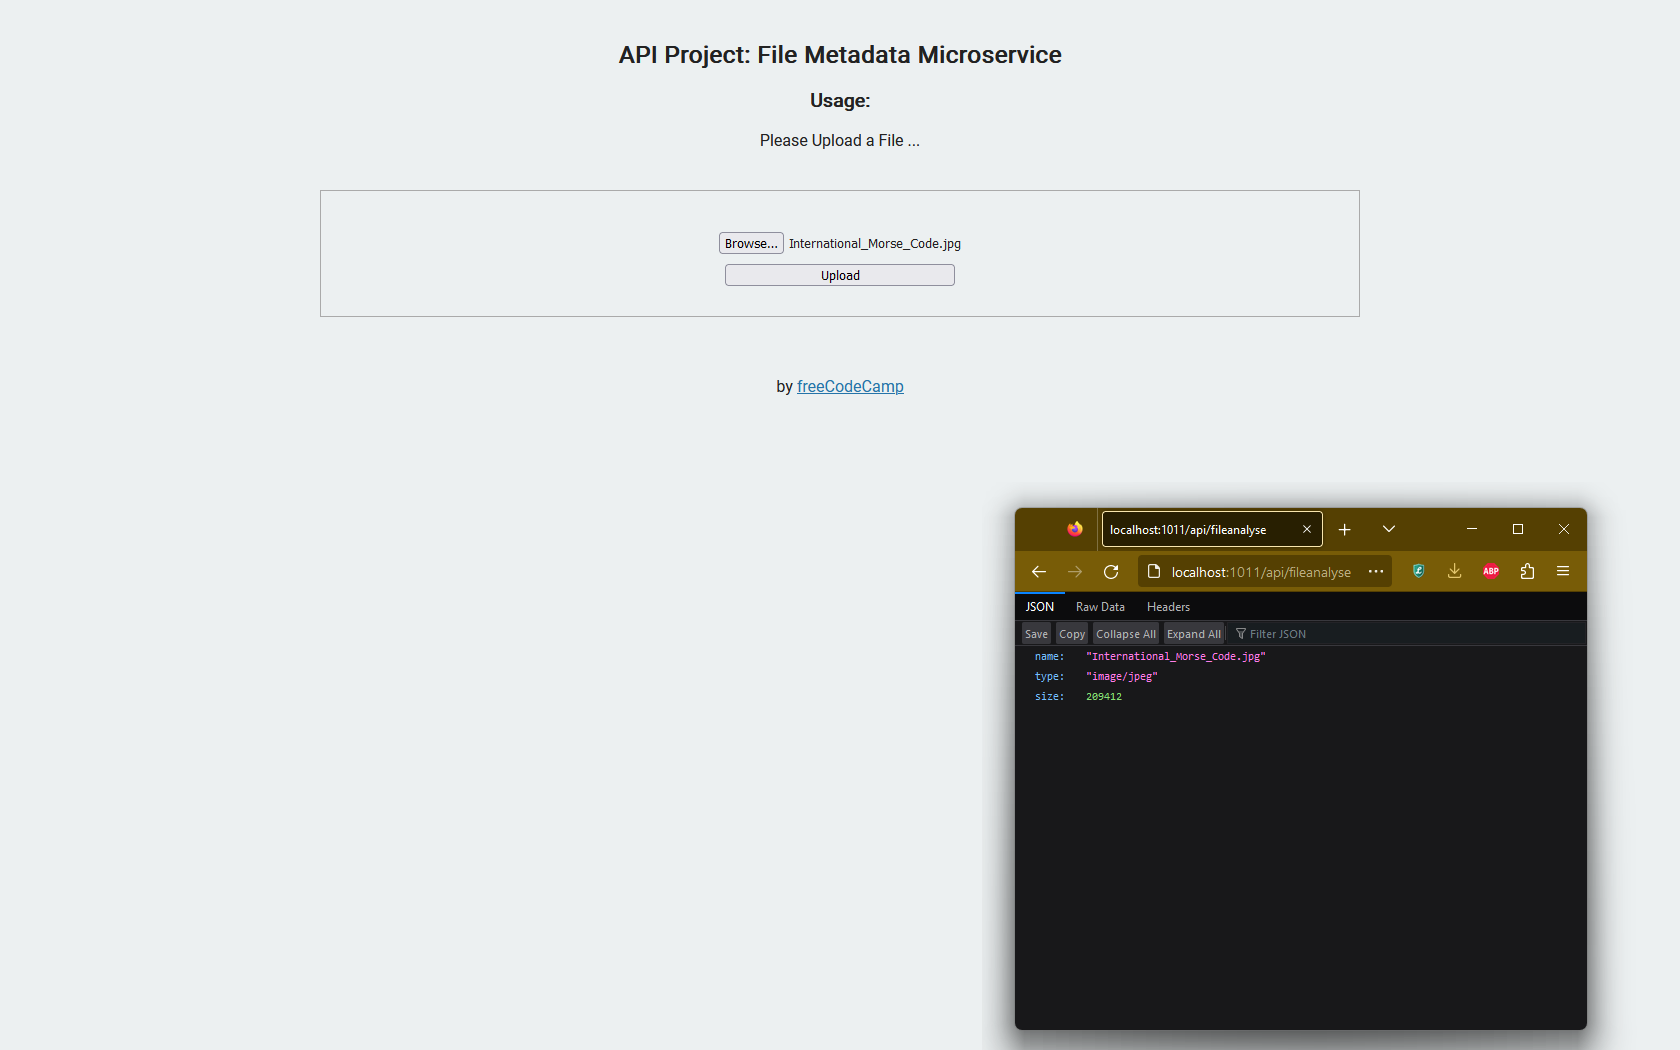 API Project: File Metadata Microservice
Usage:
Please Upload a File ...
Browse... International_Morse_Code.jpg
Upload
by freeCodeCamp
localhost:1011/api/fileanalyse
localhost:1011/api/fileanalyse
ABP
JSON Raw Data Headers
Save Copy Collapse All Expand All Filter JSON
name: "International_Morse_Code.jpg"
type: "image/jpeg"
size: 209412